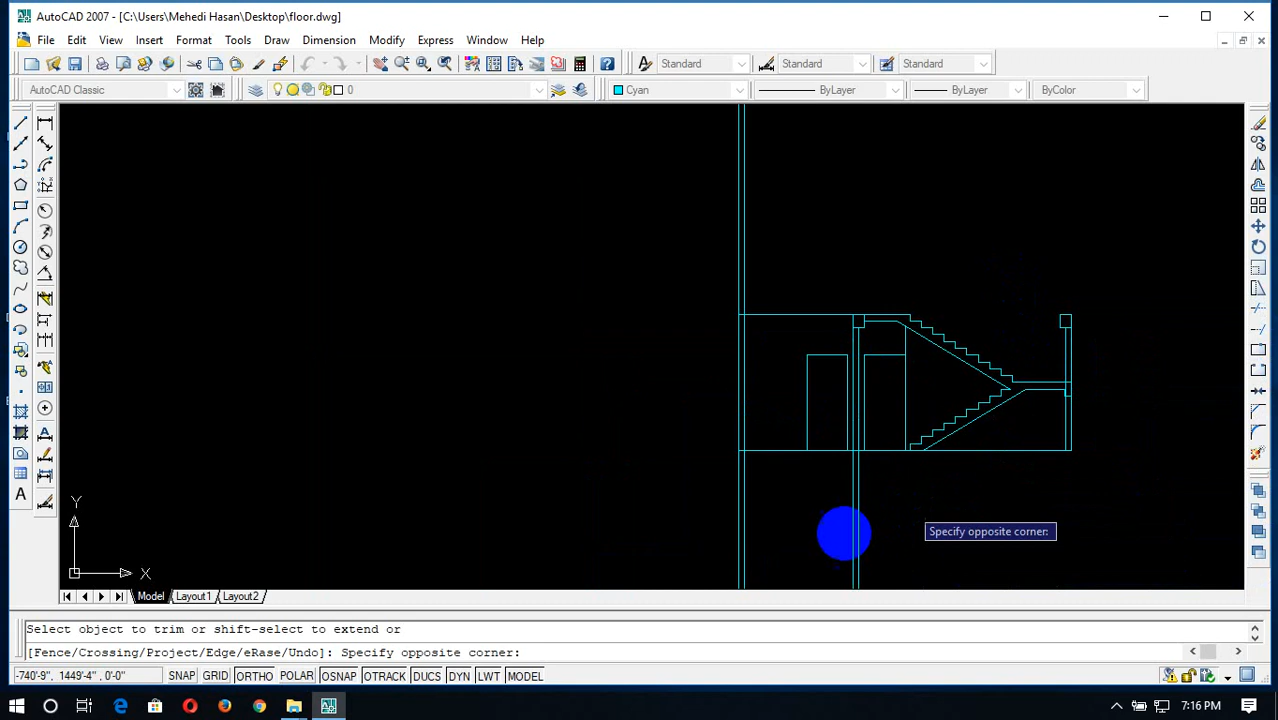 AutoCAD 2007 - [C:\Users\Mehedi Hasan\Desktop\floor.dwg]
File Edit View Insert Format Tools Draw Dimension Modify Express Window Help
Standard Standard Standard
AutoCAD Classic 0 Cyan ByLayer ByLayer ByColor
A
Specify opposite corner:
Y
X
Model Layout1 Layout2
Select object to trim or shift-select to extend or
[Fence/Crossing/Project/Edge/eRase/Undo]: Specify opposite corner:
-740'-9", 1449'-4" , 0'-0" SNAP GRID ORTHO POLAR OSNAP OTRACK DUCS DYN LWT MODEL
7:16 PM